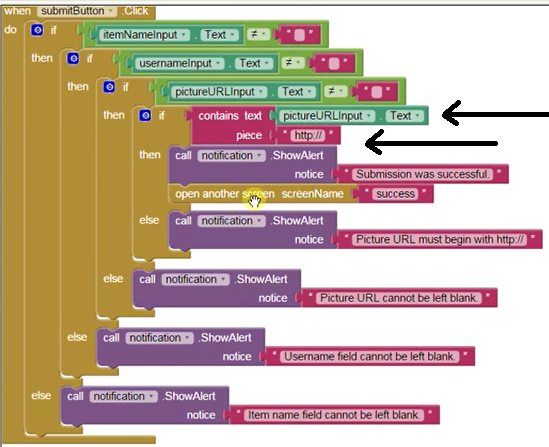 when submitButton .Click
do if itemNameInput . Text ≠ " "
then if usernameInput . Text ≠ " "
then if pictureURLInput . Text ≠ " "
then if contains text pictureURLInput . Text
piece " http:// "
then call notification .ShowAlert
notice " Submission was successful. "
open another screen screenName " success "
else call notification .ShowAlert
notice " Picture URL must begin with http:// "
else call notification .ShowAlert
notice " Picture URL cannot be left blank. "
else call notification .ShowAlert
notice " Username field cannot be left blank. "
else call notification .ShowAlert
notice " Item name field cannot be left blank. "